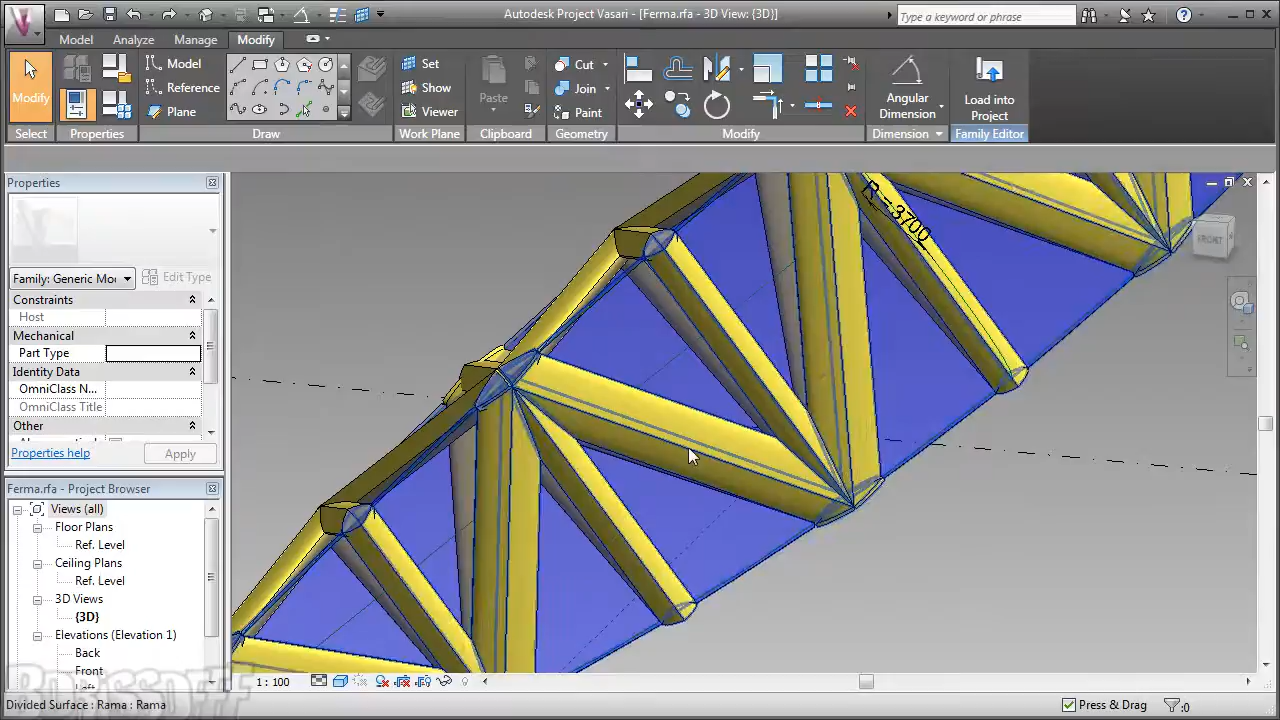 Autodesk Project Vasari - [Ferma.rfa - 3D View: {3D}]
Type a keyword or phrase
Model
Analyze
Manage
Modify
Modify
Model
Reference
Plane
Set
Show
Viewer
Paste
Cut
Join
Paint
Angular
Dimension
Load into
Project
Select
Properties
Draw
Work Plane
Clipboard
Geometry
Modify
Dimension
Family Editor
Properties
Family: Generic Mo
Edit Type
Constraints
Host
Mechanical
Part Type
Identity Data
OmniClass N...
OmniClass Title
Other
Properties help
Apply
Ferma.rfa - Project Browser
Views (all)
Floor Plans
Ref. Level
Ceiling Plans
Ref. Level
3D Views
{3D}
Elevations (Elevation 1)
Back
Front
R = 3700
FRONT
1 : 100
BORISSOFF
Divided Surface : Rama : Rama
Press & Drag
:0